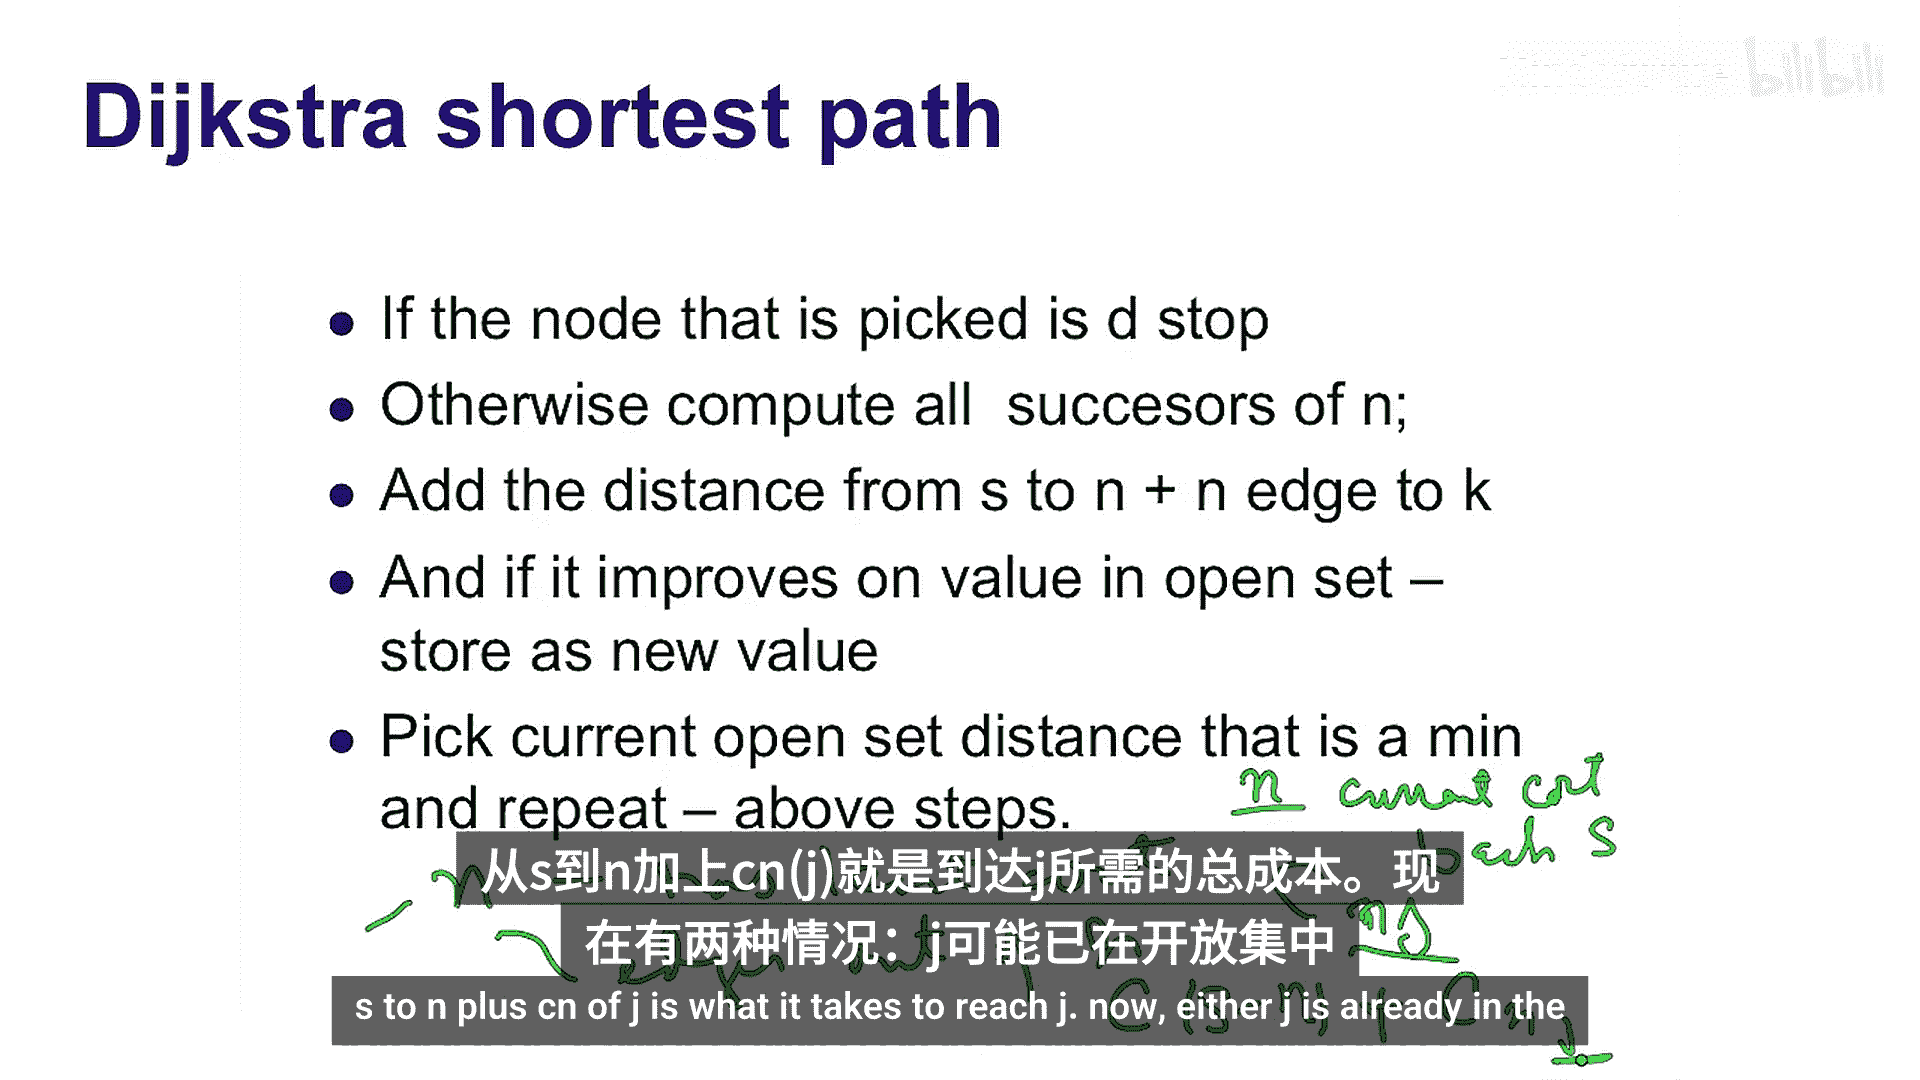 bilibili
Dijkstra shortest path
If the node that is picked is d stop
Otherwise compute all succesors of n;
Add the distance from s to n + n edge to k
And if it improves on value in open set –
store as new value
Pick current open set distance that is a min
and repeat – above steps.
n current cost
reach s
从s到n加上cn(j)就是到达j所需的总成本。现
在有两种情况：j可能已在开放集中
nj
s to n plus cn of j is what it takes to reach j. now, either j is already in the